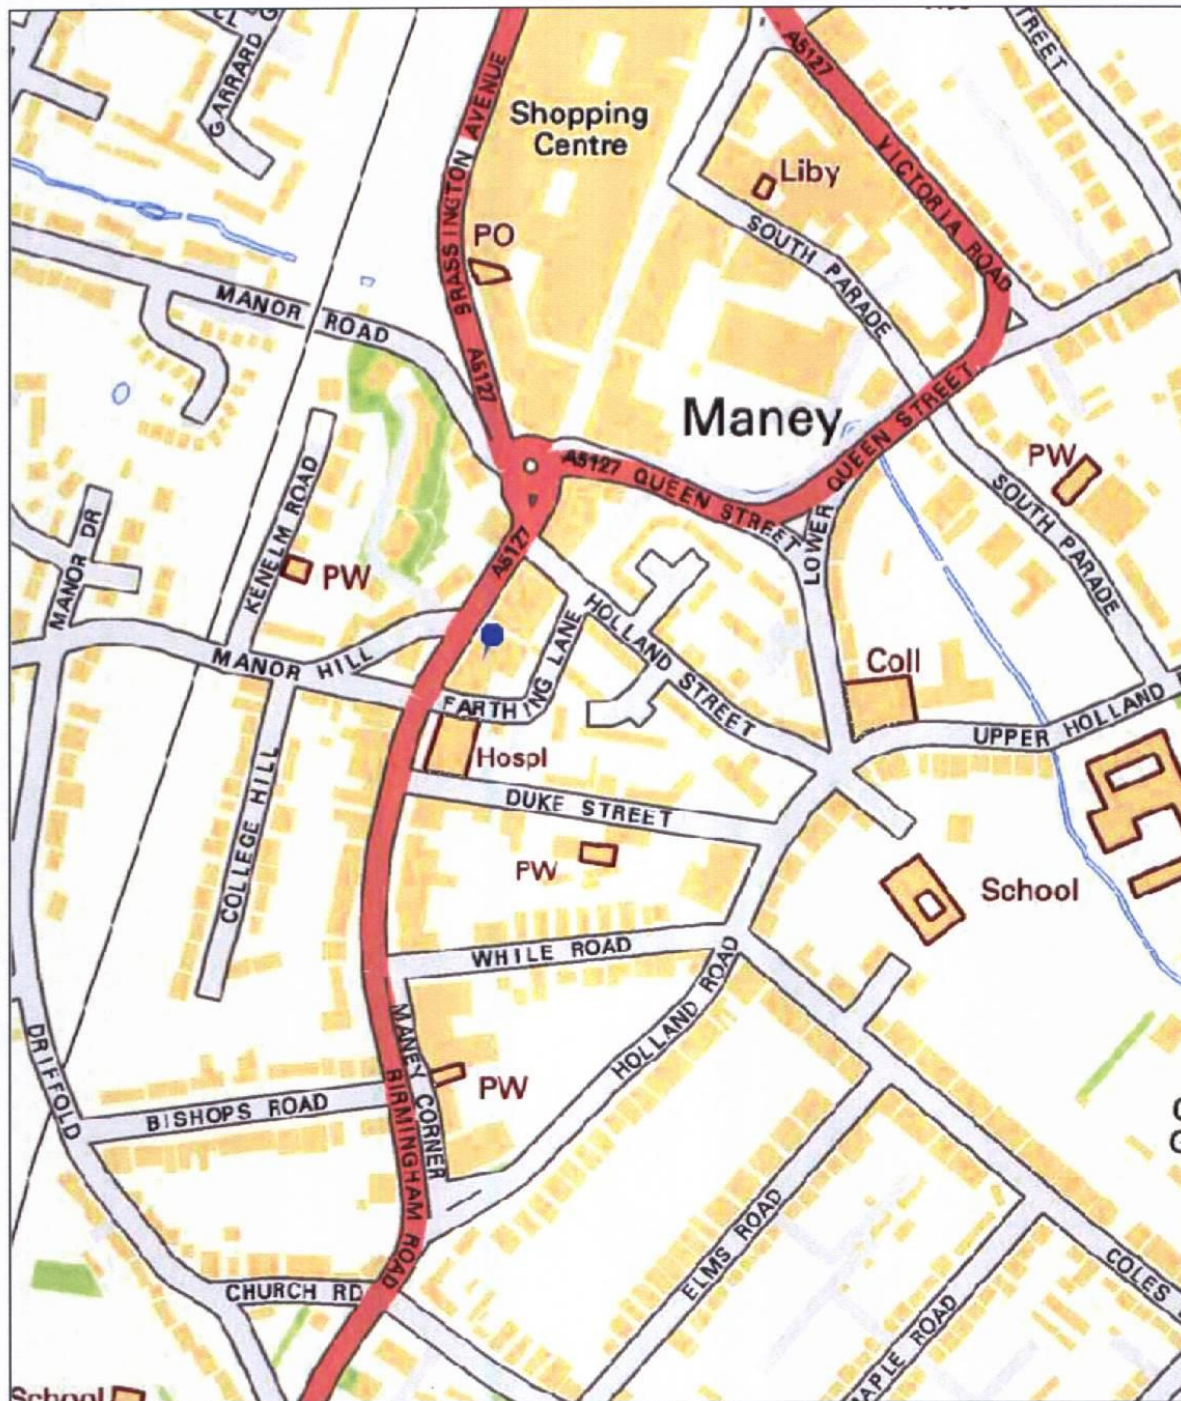 GARRARD
STREET
A5127
BRASSINGTON AVENUE
Shopping
Centre
Liby
VICTORIA ROAD
PO
SOUTH PARADE
MANOR ROAD
A5127
Maney
QUEEN STREET
A5127 QUEEN STREET
PW
SOUTH PARADE
KENELM ROAD
MANOR DR
PW
A5127
LOWER
HOLLAND STREET
MANOR HILL
FARTHING LANE
Coll
UPPER HOLLAND
Hospl
COLLEGE HILL
DUKE STREET
PW
School
WHILE ROAD
HOLLAND ROAD
MANEY CORNER
PW
DRIFFOLD
BISHOPS ROAD
BIRMINGHAM ROAD
ELMS ROAD
CHURCH RD
COLES
School